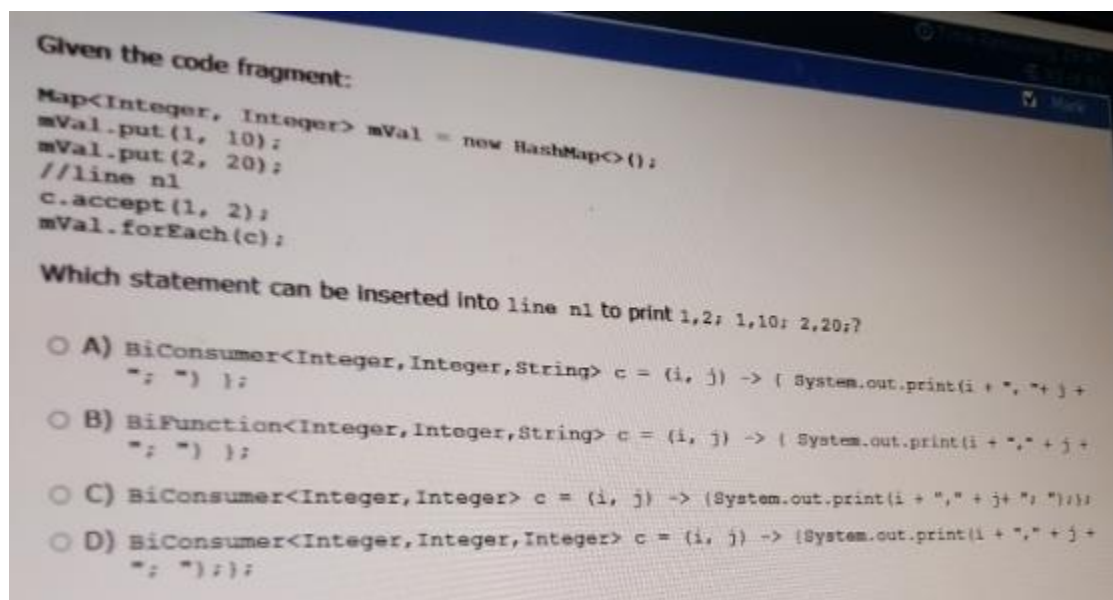 Given the code fragment:
Map<Integer, Integer> mVal = new HashMap<>();
mVal.put(1, 10);
mVal.put(2, 20);
//line n1
c.accept(1, 2);
mVal.forEach(c);
Which statement can be inserted into line n1 to print 1,2; 1,10; 2,20;?
A) BiConsumer<Integer,Integer,String> c = (i, j) -> { System.out.print(i + ", "+ j +
"; ") };
B) BiFunction<Integer,Integer,String> c = (i, j) -> { System.out.print(i + "," + j +
"; ") };
C) BiConsumer<Integer,Integer> c = (i, j) -> {System.out.print(i + "," + j+ "; ");};
D) BiConsumer<Integer,Integer,Integer> c = (i, j) -> {System.out.print(i + "," + j +
"; ");};
Mark